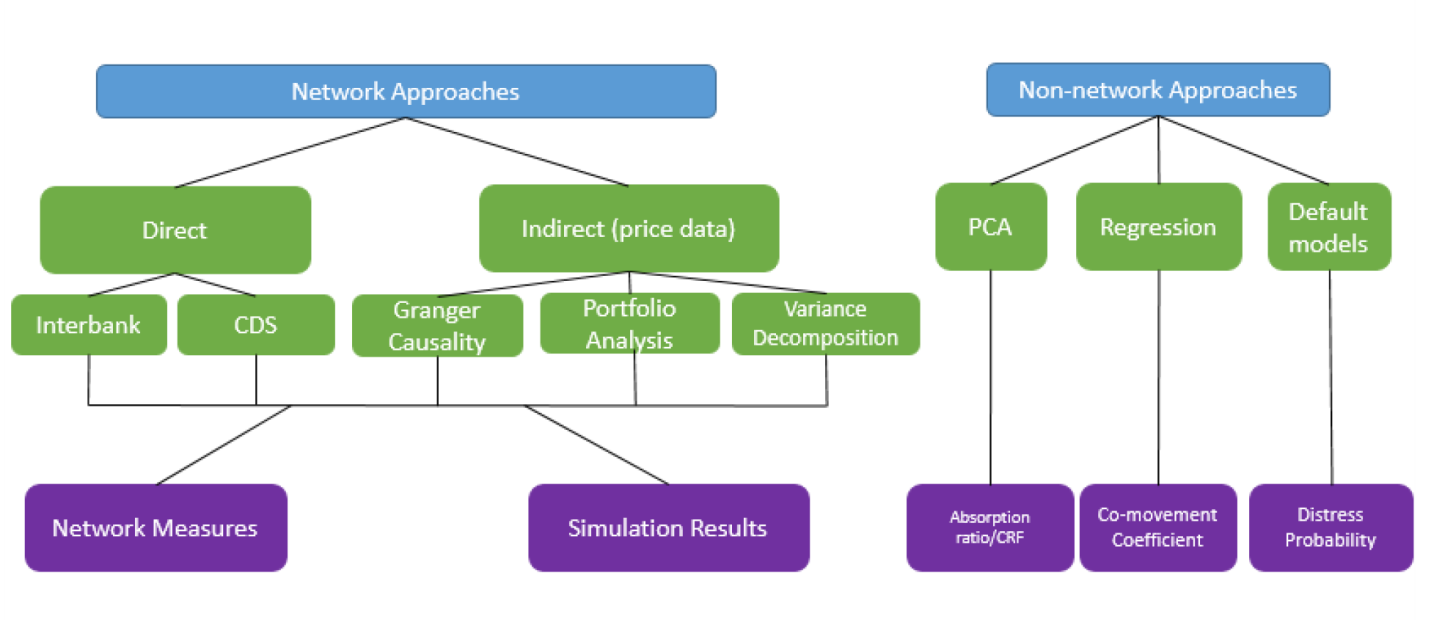 Network Approaches
Non-network Approaches
Direct
Indirect (price data)
PCA
Regression
Default
models
Interbank
CDS
Granger
Causality
Portfolio
Analysis
Variance
Decomposition
Network Measures
Simulation Results
Absorption
ratio/CRF
Co-movement
Coefficient
Distress
Probability